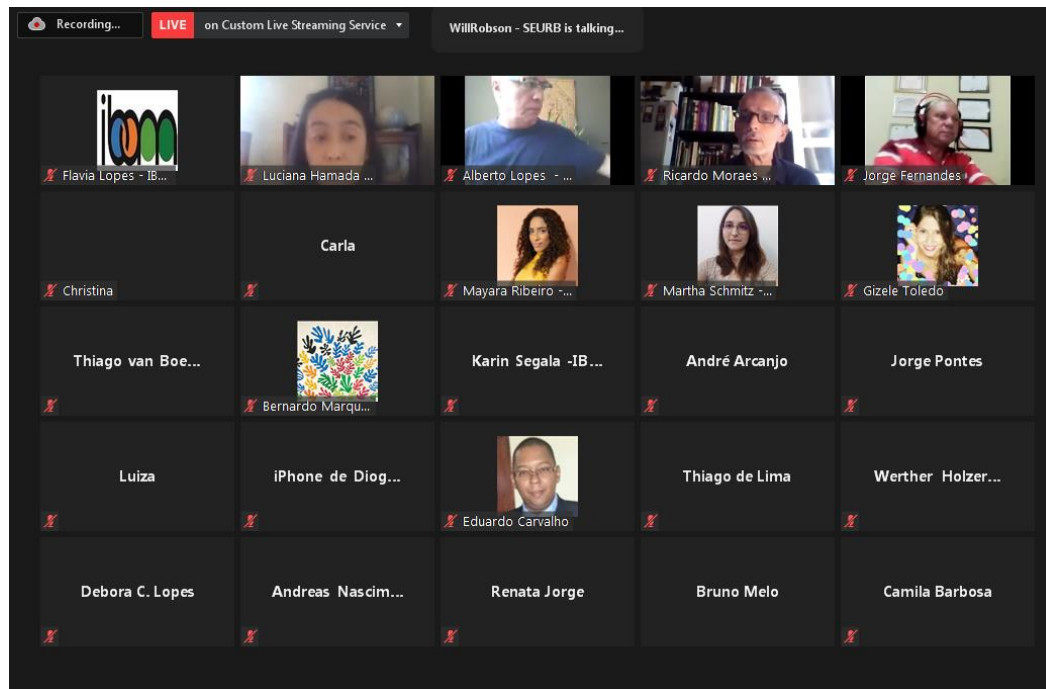 Recording...
LIVE on Custom Live Streaming Service
WillRobson - SEURB is talking...
ibam
Flavia Lopes - IB...
Luciana Hamada ...
Alberto Lopes - ...
Ricardo Moraes ...
Jorge Fernandes
Christina
Carla
Mayara Ribeiro -...
Martha Schmitz -...
Gizele Toledo
Thiago van Boe...
Bernardo Marqu...
Karin Segala -IB...
André Arcanjo
Jorge Pontes
Luiza
iPhone de Diog...
Eduardo Carvalho
Thiago de Lima
Werther Holzer...
Debora C. Lopes
Andreas Nascim...
Renata Jorge
Bruno Melo
Camila Barbosa